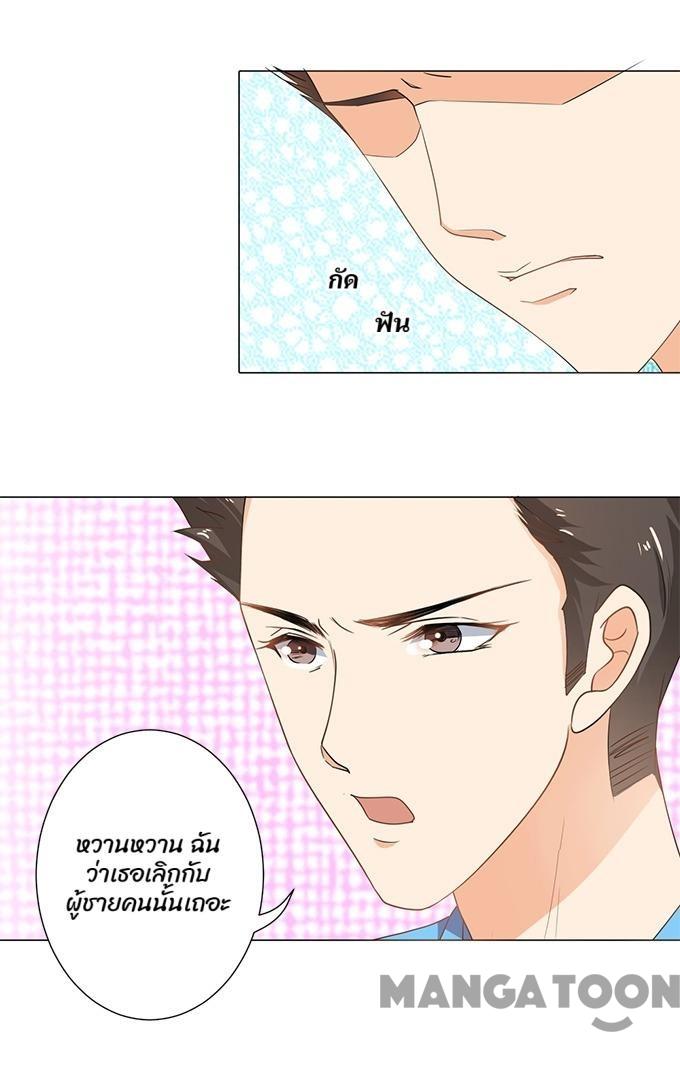 กัด
ฟัน
หวานหวาน ฉัน
ว่าเธอเลิกกับ
ผู้ชายคนนั้นเถอะ
MANGATOON